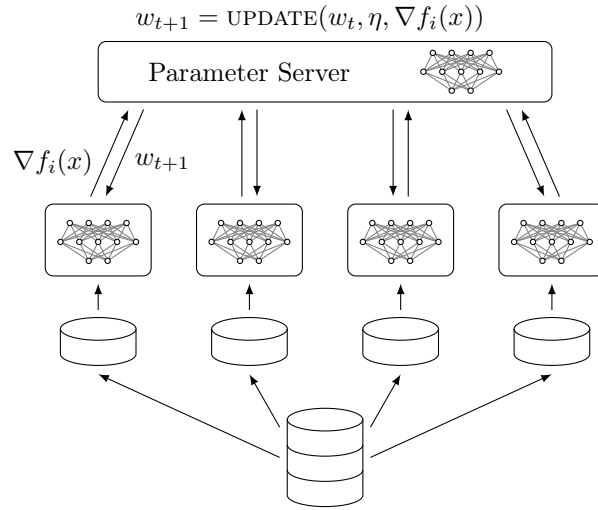 w_{t+1} = UPDATE(w_t, η, ∇f_i(x))
Parameter Server
∇f_i(x)
w_{t+1}